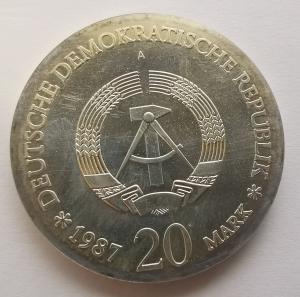 DEUTSCHE DEMOKRATISCHE REPUBLIK
A
* 1987 20 MARK *